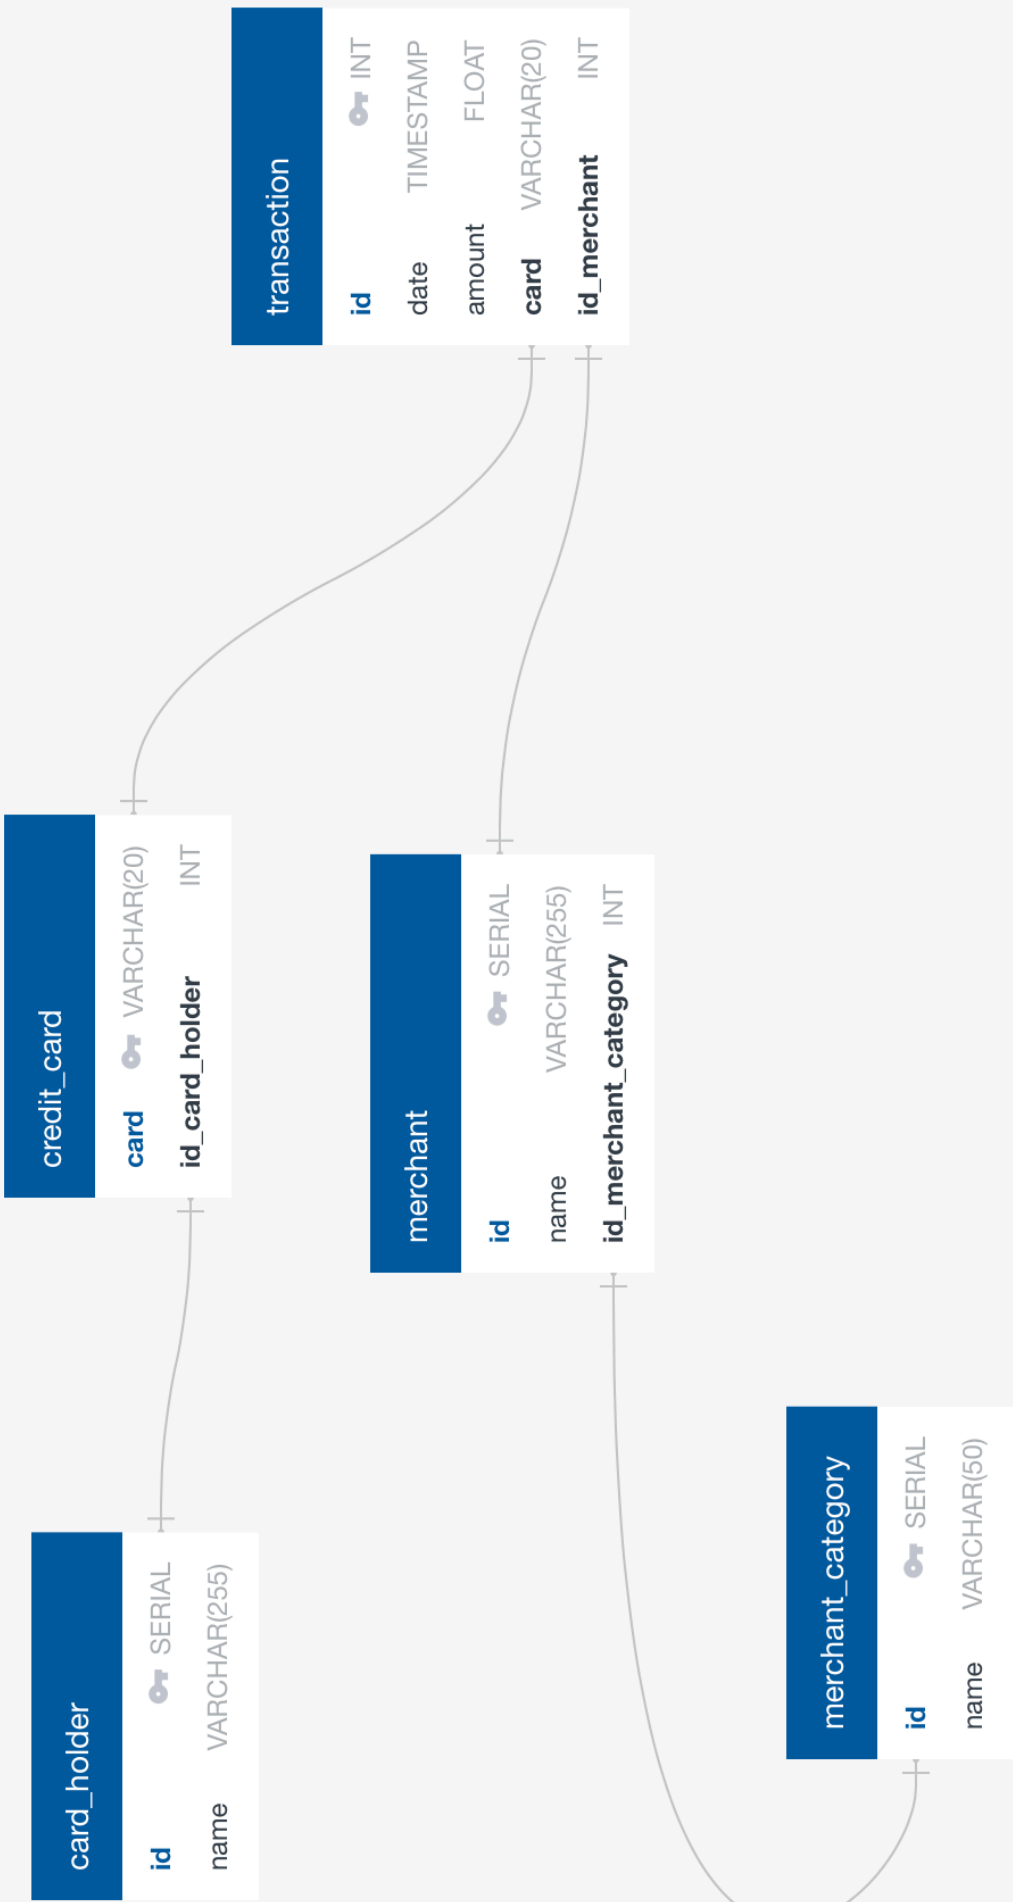 card_holder
id SERIAL
name VARCHAR(255)
credit_card
card VARCHAR(20)
id_card_holder INT
transaction
id INT
date TIMESTAMP
amount FLOAT
card VARCHAR(20)
id_merchant INT
merchant
id SERIAL
name VARCHAR(255)
id_merchant_category INT
merchant_category
id SERIAL
name VARCHAR(50)